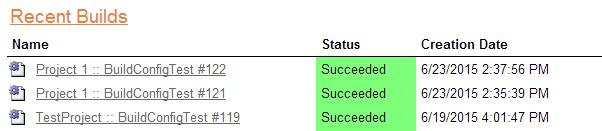 Recent Builds
Name Status Creation Date
Project 1 :: BuildConfigTest #122 Succeeded 6/23/2015 2:37:56 PM
Project 1 :: BuildConfigTest #121 Succeeded 6/23/2015 2:35:39 PM
TestProject :: BuildConfigTest #119 Succeeded 6/19/2015 4:01:47 PM